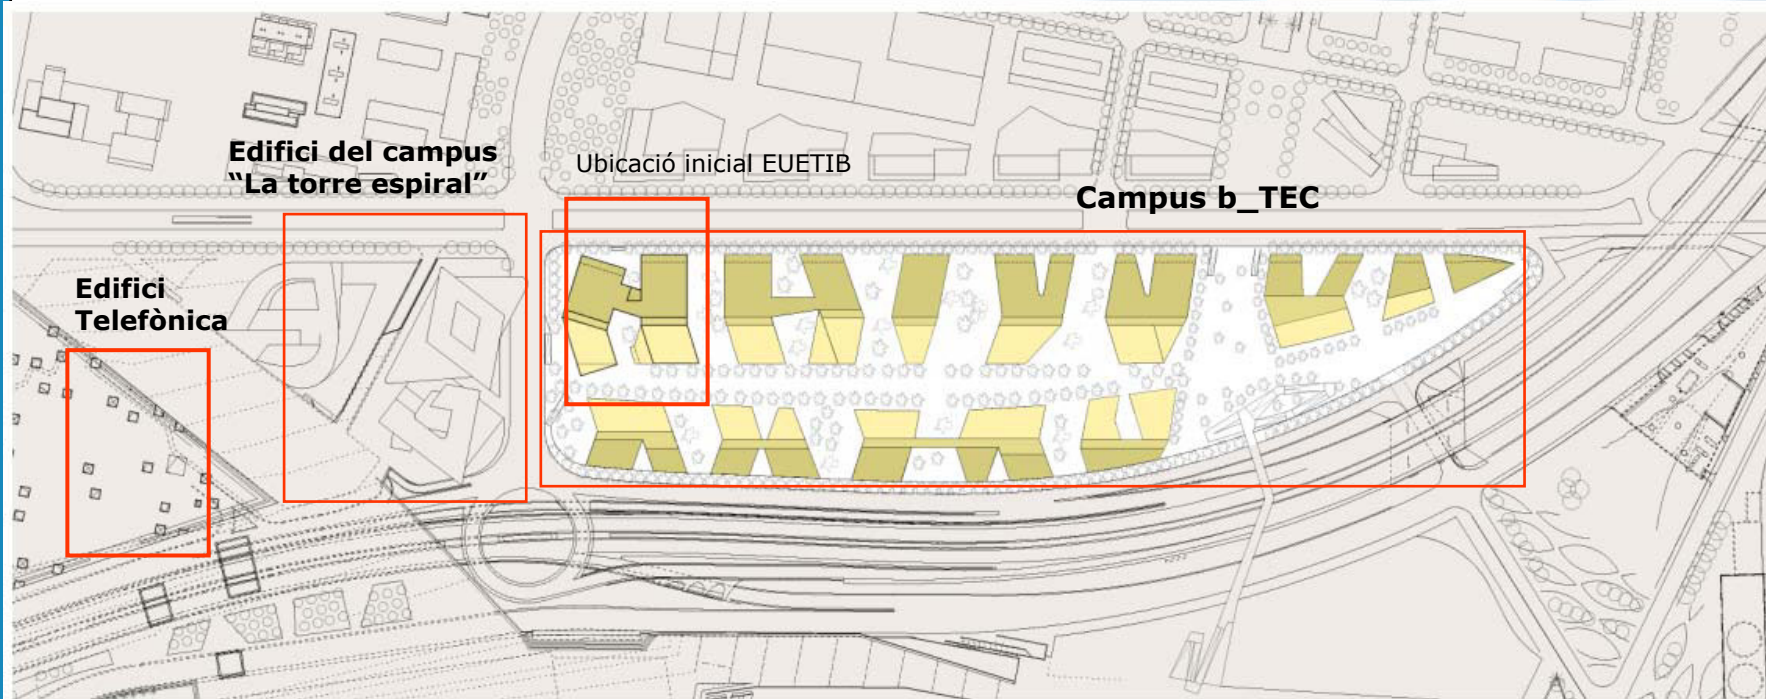 Edifici del campus
“La torre espiral”
Ubicació inicial EUETIB
Campus b_TEC
Edifici
Telefònica